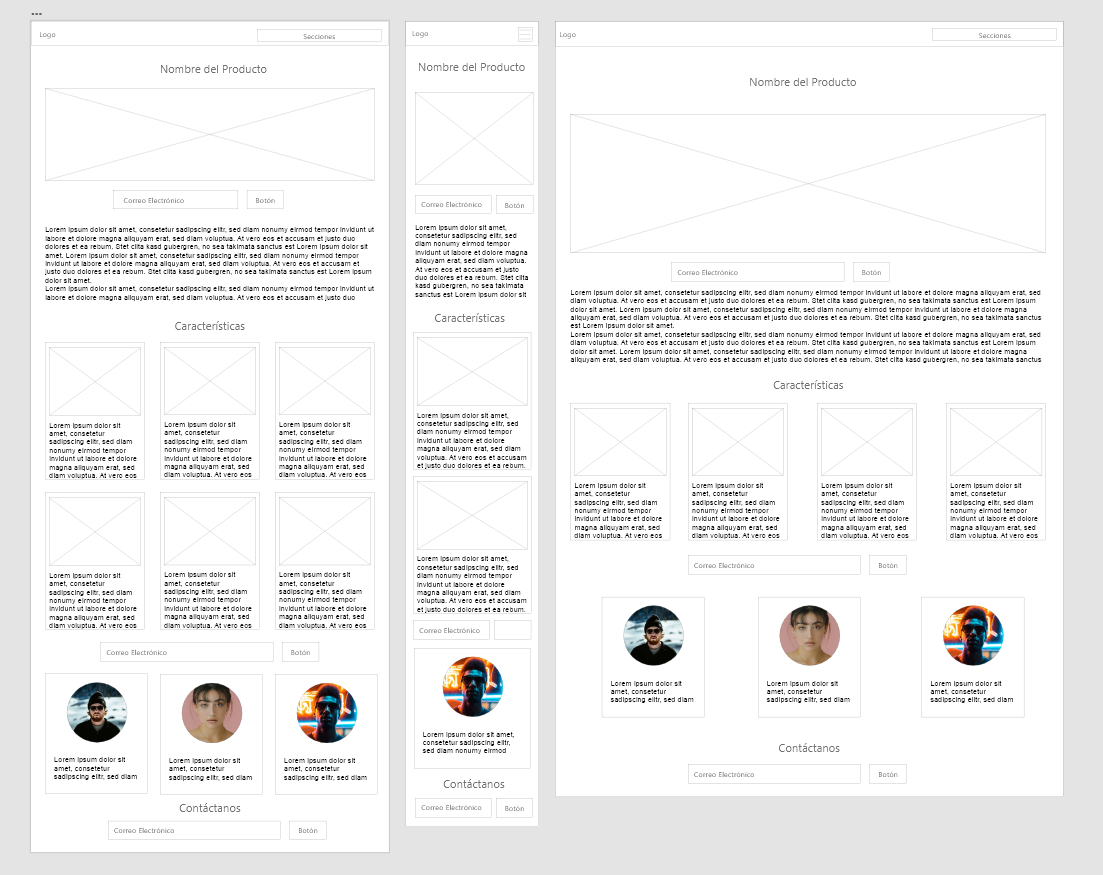 Logo
Secciones
Nombre del Producto
Correo Electrónico
Botón
Lorem ipsum dolor sit amet, consetetur sadipscing elitr, sed diam nonumy eirmod tempor invidunt ut
labore et dolore magna aliquyam erat, sed diam voluptua. At vero eos et accusam et justo duo
dolores et ea rebum. Stet clita kasd gubergren, no sea takimata sanctus est Lorem ipsum dolor sit
amet. Lorem ipsum dolor sit amet, consetetur sadipscing elitr, sed diam nonumy eirmod tempor
invidunt ut labore et dolore magna aliquyam erat, sed diam voluptua. At vero eos et accusam et
justo duo dolores et ea rebum. Stet clita kasd gubergren, no sea takimata sanctus est Lorem ipsum
dolor sit amet.
Lorem ipsum dolor sit amet, consetetur sadipscing elitr, sed diam nonumy eirmod tempor invidunt ut
labore et dolore magna aliquyam erat, sed diam voluptua. At vero eos et accusam et justo duo
Características
Lorem ipsum dolor sit
amet, consetetur
sadipscing elitr, sed diam
nonumy eirmod tempor
invidunt ut labore et dolore
magna aliquyam erat, sed
diam voluptua. At vero eos
Lorem ipsum dolor sit
amet, consetetur
sadipscing elitr, sed diam
nonumy eirmod tempor
invidunt ut labore et dolore
magna aliquyam erat, sed
diam voluptua. At vero eos
Lorem ipsum dolor sit
amet, consetetur
sadipscing elitr, sed diam
nonumy eirmod tempor
invidunt ut labore et dolore
magna aliquyam erat, sed
diam voluptua. At vero eos
Lorem ipsum dolor sit
amet, consetetur
sadipscing elitr, sed diam
nonumy eirmod tempor
invidunt ut labore et dolore
magna aliquyam erat, sed
diam voluptua. At vero eos
Lorem ipsum dolor sit
amet, consetetur
sadipscing elitr, sed diam
nonumy eirmod tempor
invidunt ut labore et dolore
magna aliquyam erat, sed
diam voluptua. At vero eos
Lorem ipsum dolor sit
amet, consetetur
sadipscing elitr, sed diam
nonumy eirmod tempor
invidunt ut labore et dolore
magna aliquyam erat, sed
diam voluptua. At vero eos
Correo Electrónico
Botón
Lorem ipsum dolor sit
amet, consetetur
sadipscing elitr, sed diam
Lorem ipsum dolor sit
amet, consetetur
sadipscing elitr, sed diam
Lorem ipsum dolor sit
amet, consetetur
sadipscing elitr, sed diam
Contáctanos
Correo Electrónico
Botón
Logo
Nombre del Producto
Correo Electrónico
Botón
Lorem ipsum dolor sit amet,
consetetur sadipscing elitr, sed
diam nonumy eirmod tempor
invidunt ut labore et dolore
magna aliquyam erat, sed diam
voluptua. At vero eos et
accusam et justo duo dolores
et ea rebum. Stet clita
kasd gubergren, no sea takimata
sanctus est Lorem ipsum dolor sit
Características
Lorem ipsum dolor sit amet,
consetetur sadipscing elitr, sed
diam nonumy eirmod tempor
invidunt ut labore et dolore
magna aliquyam erat, sed diam
voluptua. At vero eos et accusam
et justo duo dolores et ea rebum.
Lorem ipsum dolor sit amet,
consetetur sadipscing elitr, sed
diam nonumy eirmod tempor
invidunt ut labore et dolore
magna aliquyam erat, sed diam
voluptua. At vero eos et accusam
et justo duo dolores et ea rebum.
Correo Electrónico
Lorem ipsum dolor sit amet,
consetetur sadipscing elitr,
sed diam nonumy eirmod
Contáctanos
Correo Electrónico
Botón
Logo
Secciones
Nombre del Producto
Correo Electrónico
Botón
Lorem ipsum dolor sit amet, consetetur sadipscing elitr, sed diam nonumy eirmod tempor invidunt ut labore et dolore magna aliquyam erat, sed
diam voluptua. At vero eos et accusam et justo duo dolores et ea rebum. Stet clita kasd gubergren, no sea takimata sanctus est Lorem ipsum
dolor sit amet. Lorem ipsum dolor sit amet, consetetur sadipscing elitr, sed diam nonumy eirmod tempor invidunt ut labore et dolore magna
aliquyam erat, sed diam voluptua. At vero eos et accusam et justo duo dolores et ea rebum. Stet clita kasd gubergren, no sea takimata sanctus
est Lorem ipsum dolor sit amet.
Lorem ipsum dolor sit amet, consetetur sadipscing elitr, sed diam nonumy eirmod tempor invidunt ut labore et dolore magna aliquyam erat, sed
diam voluptua. At vero eos et accusam et justo duo dolores et ea rebum. Stet clita kasd gubergren, no sea takimata sanctus est Lorem ipsum
dolor sit amet. Lorem ipsum dolor sit amet, consetetur sadipscing elitr, sed diam nonumy eirmod tempor invidunt ut labore et dolore magna
aliquyam erat, sed diam voluptua. At vero eos et accusam et justo duo dolores et ea rebum. Stet clita kasd gubergren, no sea takimata sanctus
Características
Lorem ipsum dolor sit
amet, consetetur
sadipscing elitr, sed diam
nonumy eirmod tempor
invidunt ut labore et dolore
magna aliquyam erat, sed
diam voluptua. At vero eos
Lorem ipsum dolor sit
amet, consetetur
sadipscing elitr, sed diam
nonumy eirmod tempor
invidunt ut labore et dolore
magna aliquyam erat, sed
diam voluptua. At vero eos
Lorem ipsum dolor sit
amet, consetetur
sadipscing elitr, sed diam
nonumy eirmod tempor
invidunt ut labore et dolore
magna aliquyam erat, sed
diam voluptua. At vero eos
Lorem ipsum dolor sit
amet, consetetur
sadipscing elitr, sed diam
nonumy eirmod tempor
invidunt ut labore et dolore
magna aliquyam erat, sed
diam voluptua. At vero eos
Correo Electrónico
Botón
Lorem ipsum dolor sit
amet, consetetur
sadipscing elitr, sed diam
Lorem ipsum dolor sit
amet, consetetur
sadipscing elitr, sed diam
Lorem ipsum dolor sit
amet, consetetur
sadipscing elitr, sed diam
Contáctanos
Correo Electrónico
Botón